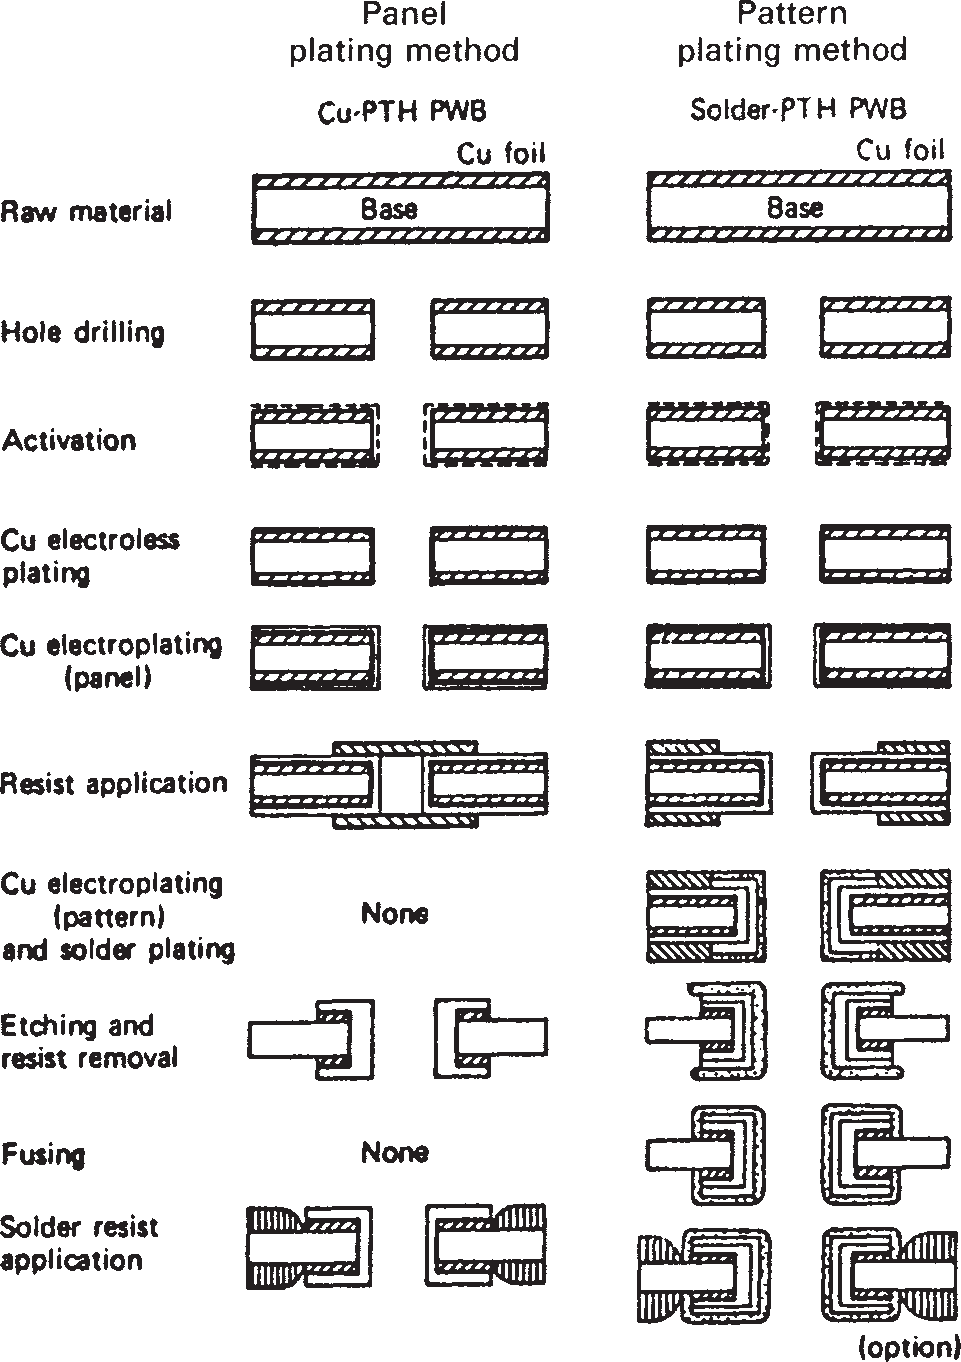 Panel
plating method
Pattern
plating method
Cu-PTH PWB
Solder-PTH PWB
Cu foil
Cu foil
Raw material
Base
Base
Hole drilling
Activation
Cu electroless
plating
Cu electroplating
(panel)
Resist application
Cu electroplating
(pattern)
and solder plating
None
Etching and
resist removal
Fusing
None
Solder resist
application
(option)